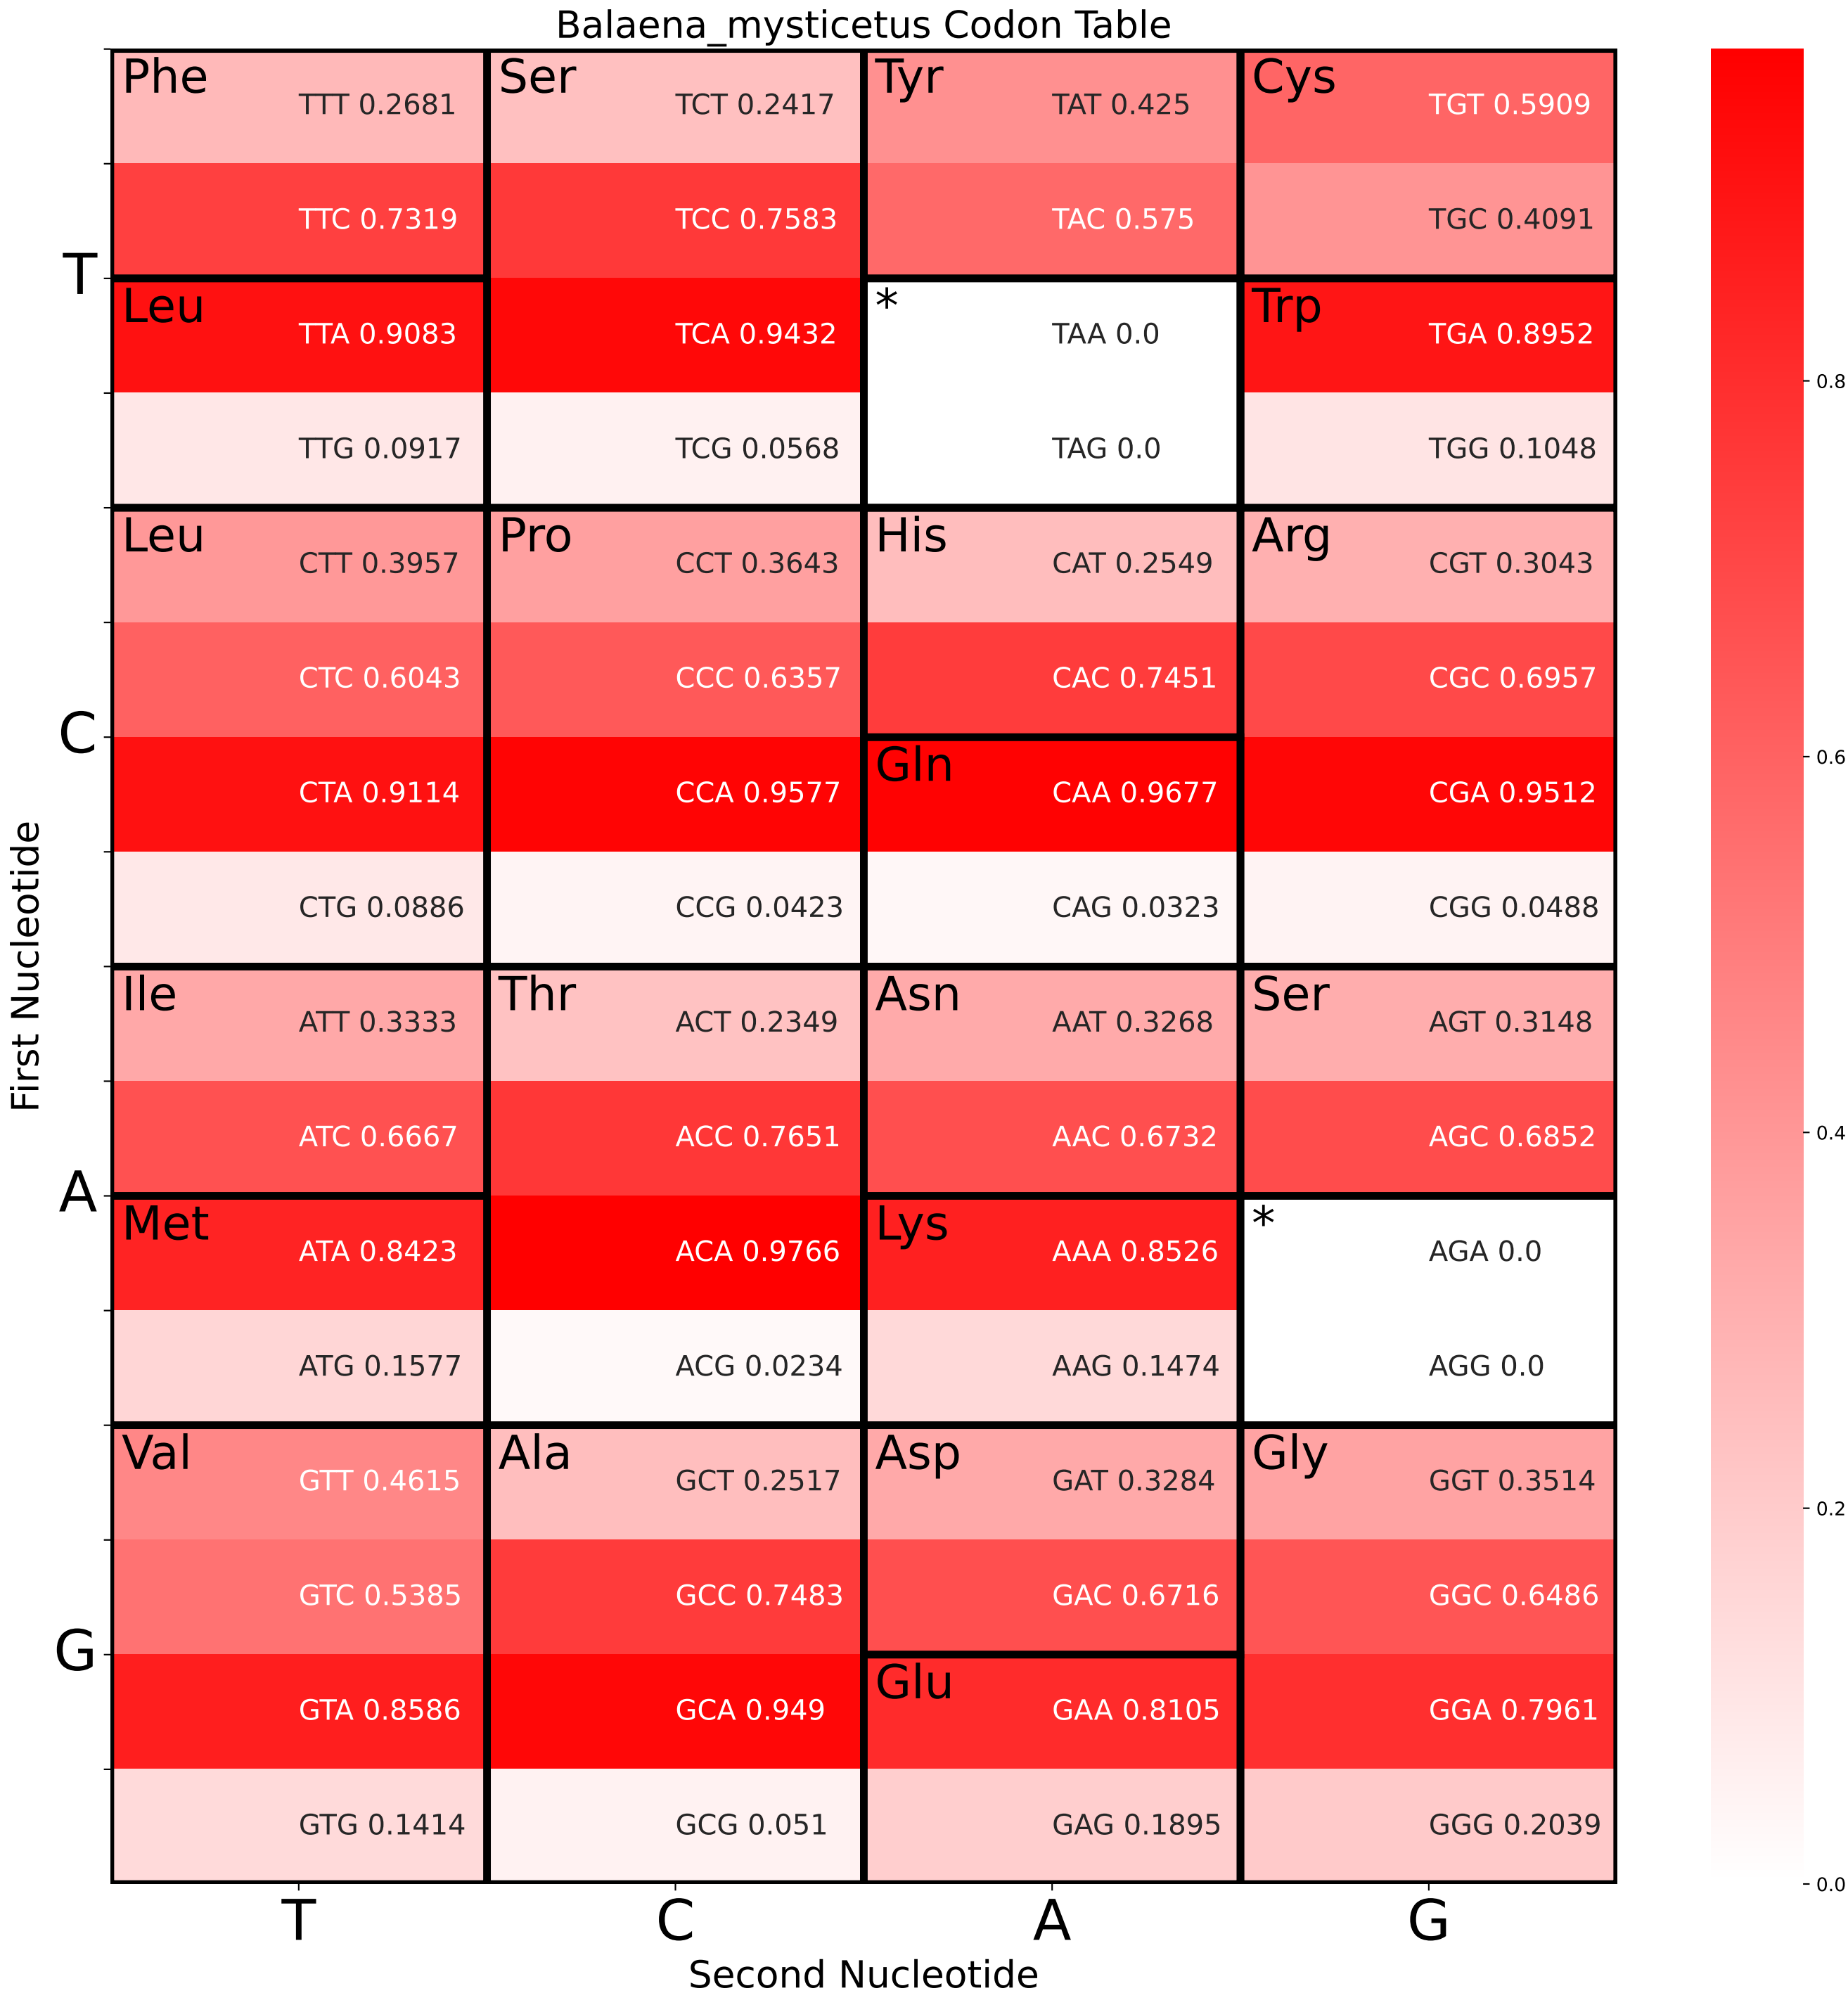 Balaena_mysticetus Codon Table
Phe Ser Tyr Cys
TTT 0.2681 TCT 0.2417 TAT 0.425 TGT 0.5909
TTC 0.7319 TCC 0.7583 TAC 0.575 TGC 0.4091
T
Leu * Trp
TTA 0.9083 TCA 0.9432 TAA 0.0 TGA 0.8952
TTG 0.0917 TCG 0.0568 TAG 0.0 TGG 0.1048
Leu Pro His Arg
CTT 0.3957 CCT 0.3643 CAT 0.2549 CGT 0.3043
CTC 0.6043 CCC 0.6357 CAC 0.7451 CGC 0.6957
C
Gln
CTA 0.9114 CCA 0.9577 CAA 0.9677 CGA 0.9512
CTG 0.0886 CCG 0.0423 CAG 0.0323 CGG 0.0488
Ile Thr Asn Ser
ATT 0.3333 ACT 0.2349 AAT 0.3268 AGT 0.3148
ATC 0.6667 ACC 0.7651 AAC 0.6732 AGC 0.6852
A
Met Lys *
ATA 0.8423 ACA 0.9766 AAA 0.8526 AGA 0.0
ATG 0.1577 ACG 0.0234 AAG 0.1474 AGG 0.0
Val Ala Asp Gly
GTT 0.4615 GCT 0.2517 GAT 0.3284 GGT 0.3514
GTC 0.5385 GCC 0.7483 GAC 0.6716 GGC 0.6486
G
Glu
GTA 0.8586 GCA 0.949 GAA 0.8105 GGA 0.7961
GTG 0.1414 GCG 0.051 GAG 0.1895 GGG 0.2039
T C A G
Second Nucleotide
First Nucleotide
0.8
0.6
0.4
0.2
0.0